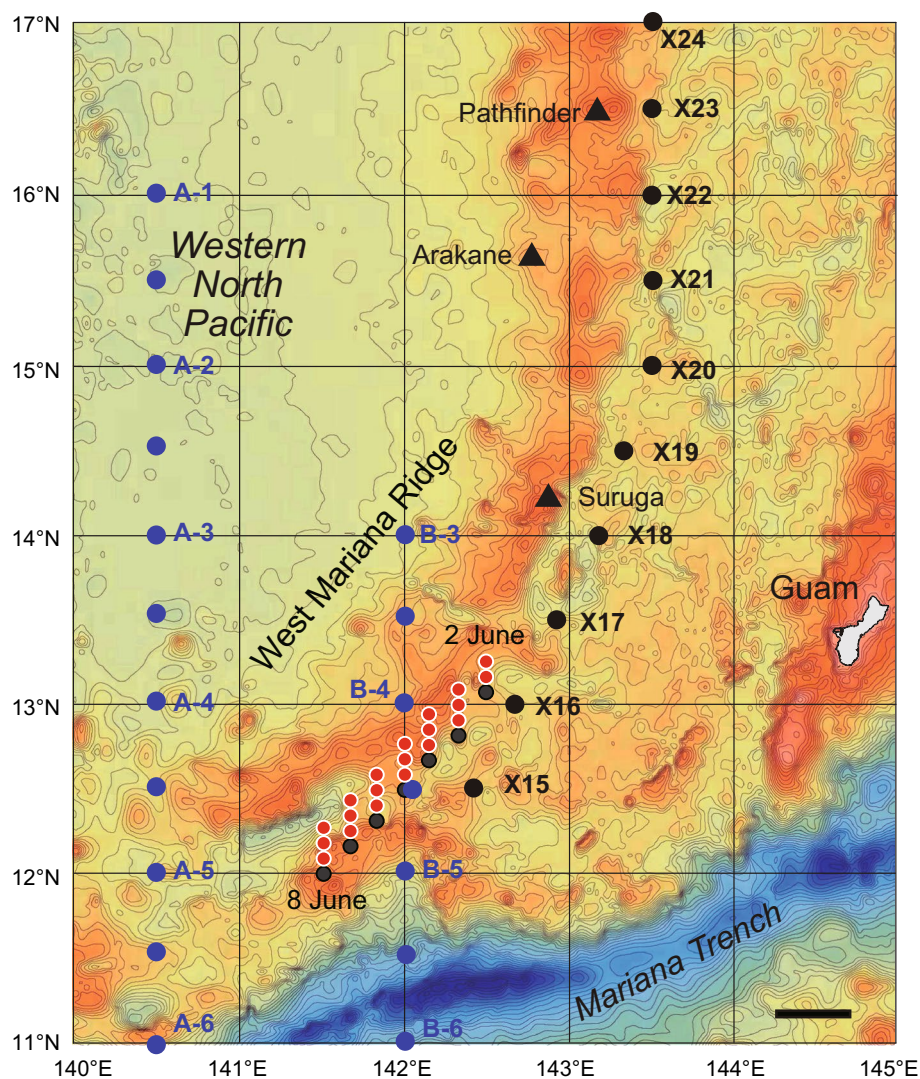 17°N
X24
Pathfinder
X23
16°N
A-1
X22
Western
North
Pacific
Arakane
X21
15°N
A-2
X20
West Mariana Ridge
X19
Suruga
14°N
A-3
B-3
X18
Guam
X17
2 June
13°N
A-4
B-4
X16
X15
12°N
A-5
B-5
8 June
Mariana Trench
11°N
A-6
B-6
140°E
141°E
142°E
143°E
144°E
145°E